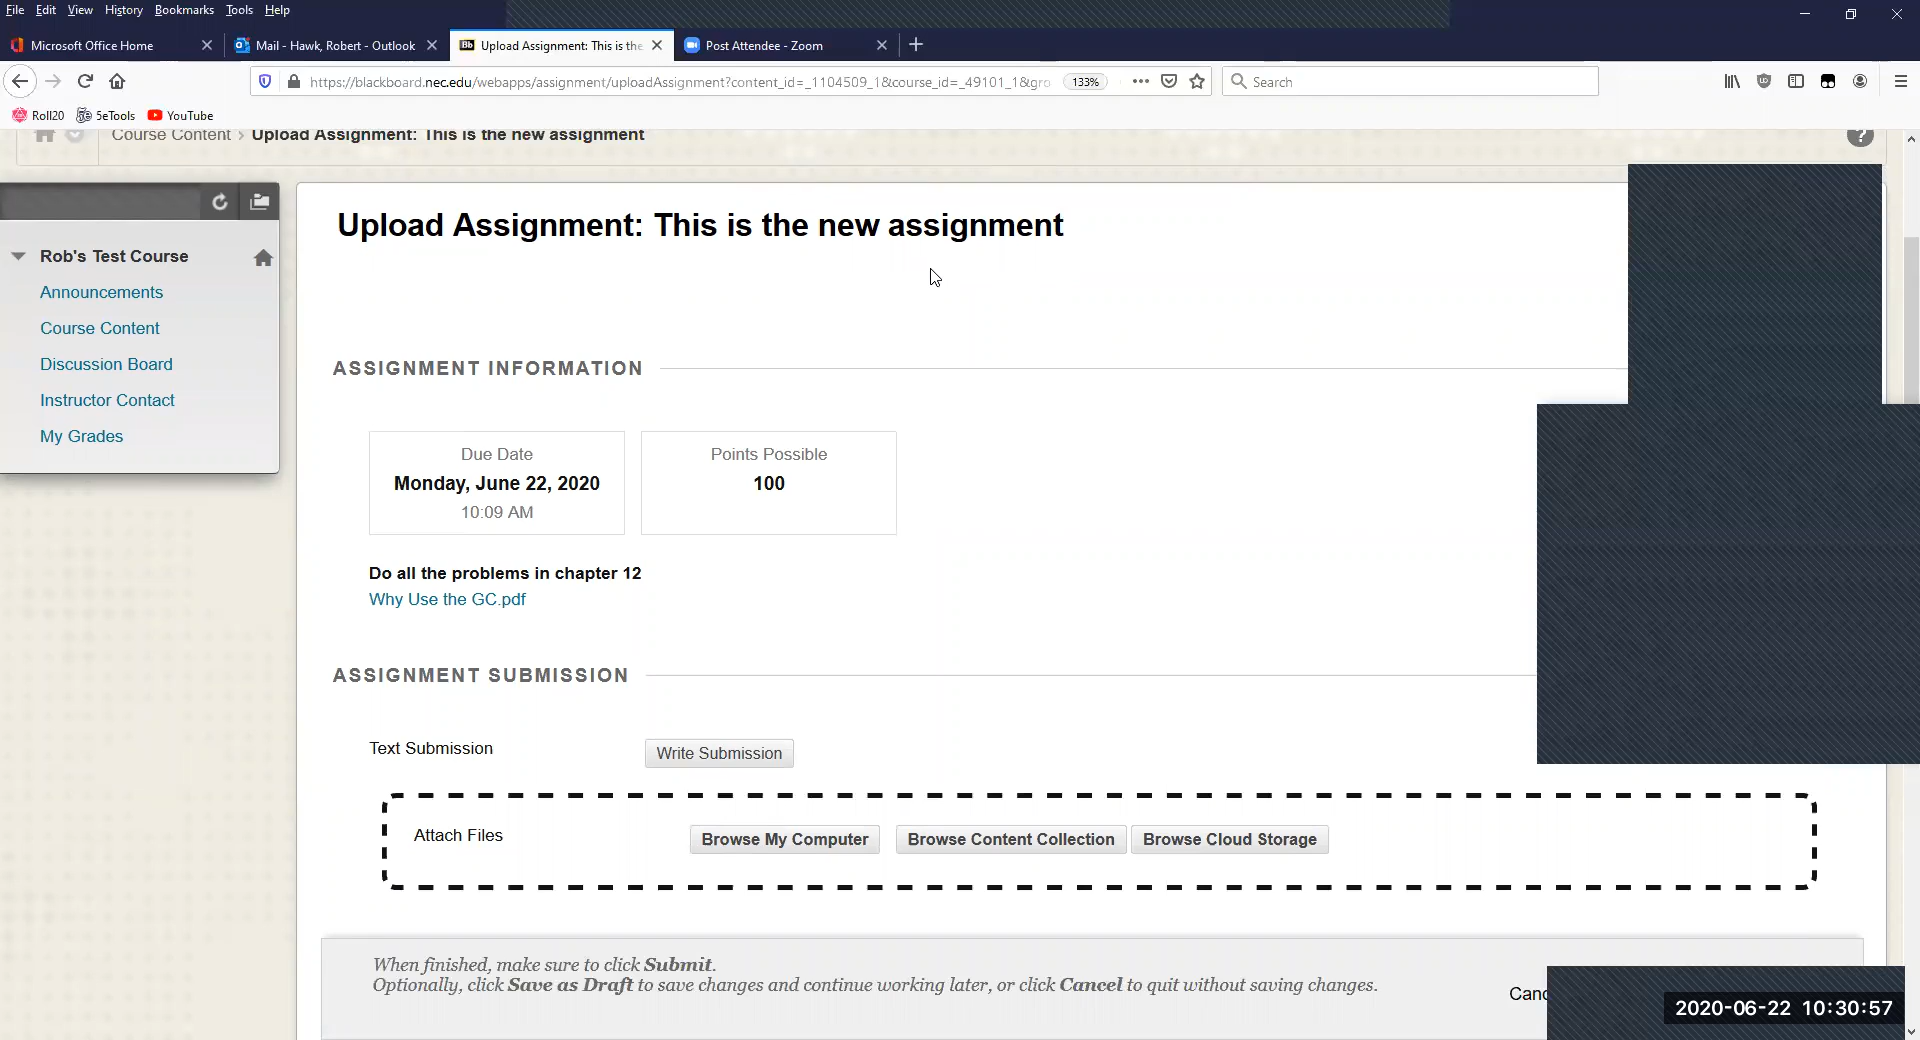 File Edit View History Bookmarks Tools Help
Microsoft Office Home
Mail - Hawk, Robert - Outlook
Bb Upload Assignment: This is the
Post Attendee - Zoom
https://blackboard.nec.edu/webapps/assignment/uploadAssignment?content_id=_1104509_1&course_id=_49101_1&gro
133%
Search
Roll20
5eTools
YouTube
Course Content > Upload Assignment: This is the new assignment
Upload Assignment: This is the new assignment
Rob's Test Course
Announcements
Course Content
Discussion Board
Instructor Contact
My Grades
ASSIGNMENT INFORMATION
Due Date
Monday, June 22, 2020
10:09 AM
Points Possible
100
Do all the problems in chapter 12
Why Use the GC.pdf
ASSIGNMENT SUBMISSION
Text Submission
Write Submission
Attach Files
Browse My Computer
Browse Content Collection
Browse Cloud Storage
When finished, make sure to click Submit.
Optionally, click Save as Draft to save changes and continue working later, or click Cancel to quit without saving changes.
Canc
2020-06-22 10:30:57